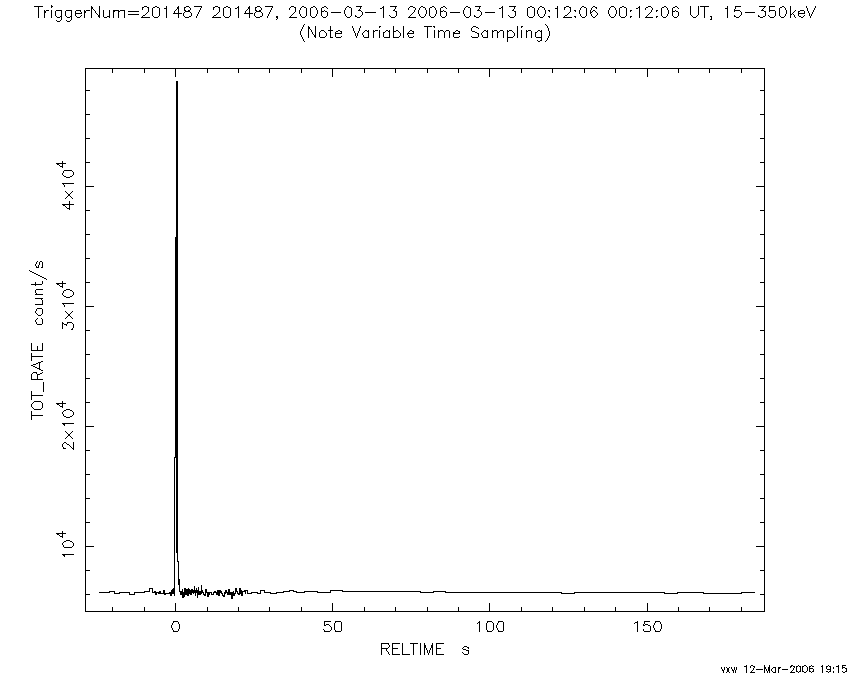 TriggerNum=201487 201487, 2006-03-13 2006-03-13 00:12:06 00:12:06 UT, 15-350keV
(Note Variable Time Sampling)
TOT_RATE count/s
4×10⁴
3×10⁴
2×10⁴
10⁴
0 50 100 150
RELTIME s
vxw 12-Mar-2006 19:15